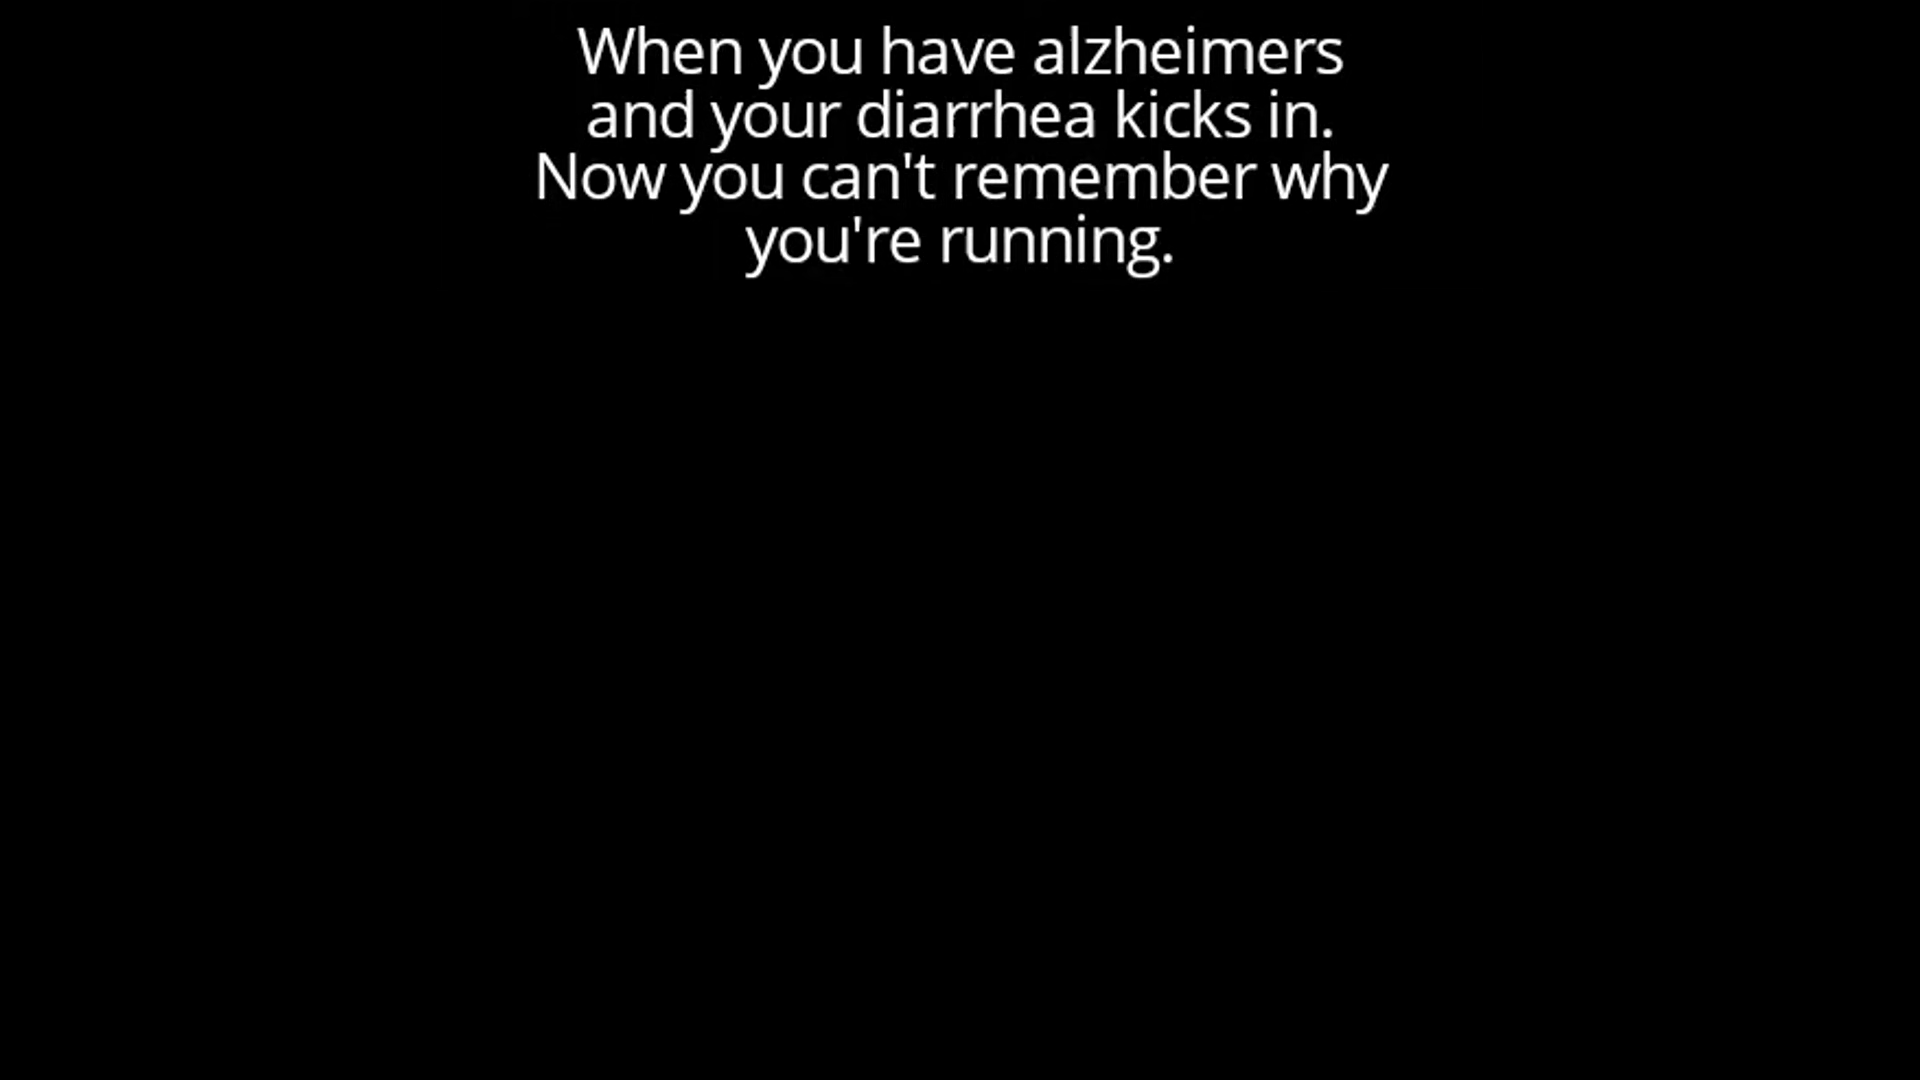 When you have alzheimers
and your diarrhea kicks in.
Now you can't remember why
you're running.